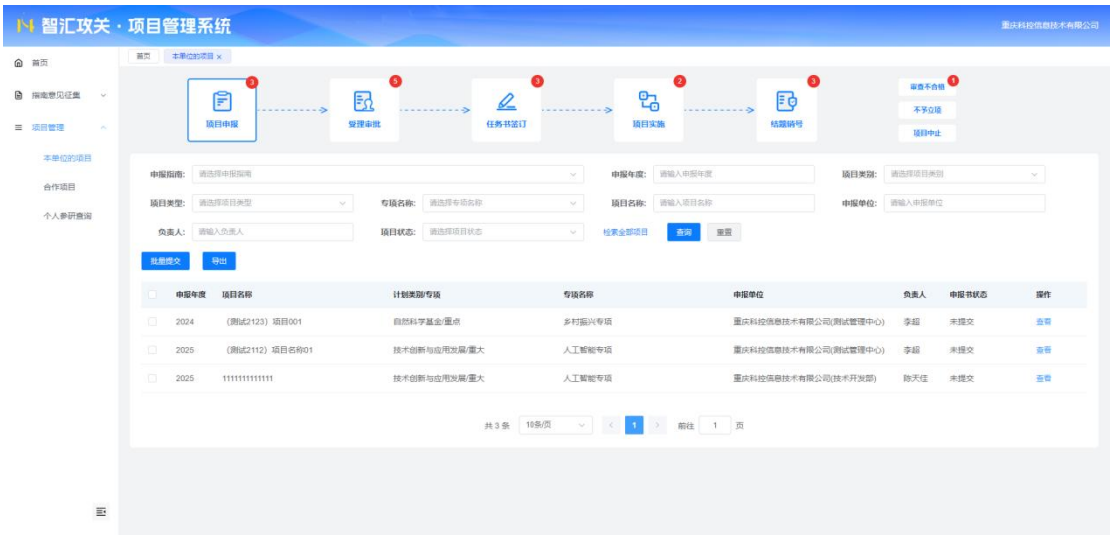 智汇攻关 · 项目管理系统
重庆科控信息技术有限公司
首页
本单位的项目 ×
首页
指南意见征集
项目管理
本单位的项目
合作项目
个人参研查询
3
项目申报
5
受理审批
3
任务书签订
2
项目实施
3
结题销号
审查不合格
1
不予立项
项目中止
申报指南: 请选择申报指南
申报年度: 请输入申报年度
项目类别: 请选择项目类别
项目类型: 请选择项目类型
专项名称: 请选择专项名称
项目名称: 请输入项目名称
申报单位: 请输入申报单位
负责人: 请输入负责人
项目状态: 请选择项目状态
检索全部项目
查询
重置
批量提交
导出
申报年度 项目名称 计划类别/专项 专项名称 申报单位 负责人 申报书状态 操作
2024 (测试2123) 项目001 自然科学基金/重点 乡村振兴专项 重庆科控信息技术有限公司(测试管理中心) 李超 未提交 查看
2025 (测试2112) 项目名称01 技术创新与应用发展/重大 人工智能专项 重庆科控信息技术有限公司(测试管理中心) 李超 未提交 查看
2025 1111111111111 技术创新与应用发展/重大 人工智能专项 重庆科控信息技术有限公司(技术开发部) 陈天佳 未提交 查看
共 3 条 10条/页 < 1 > 前往 1 页